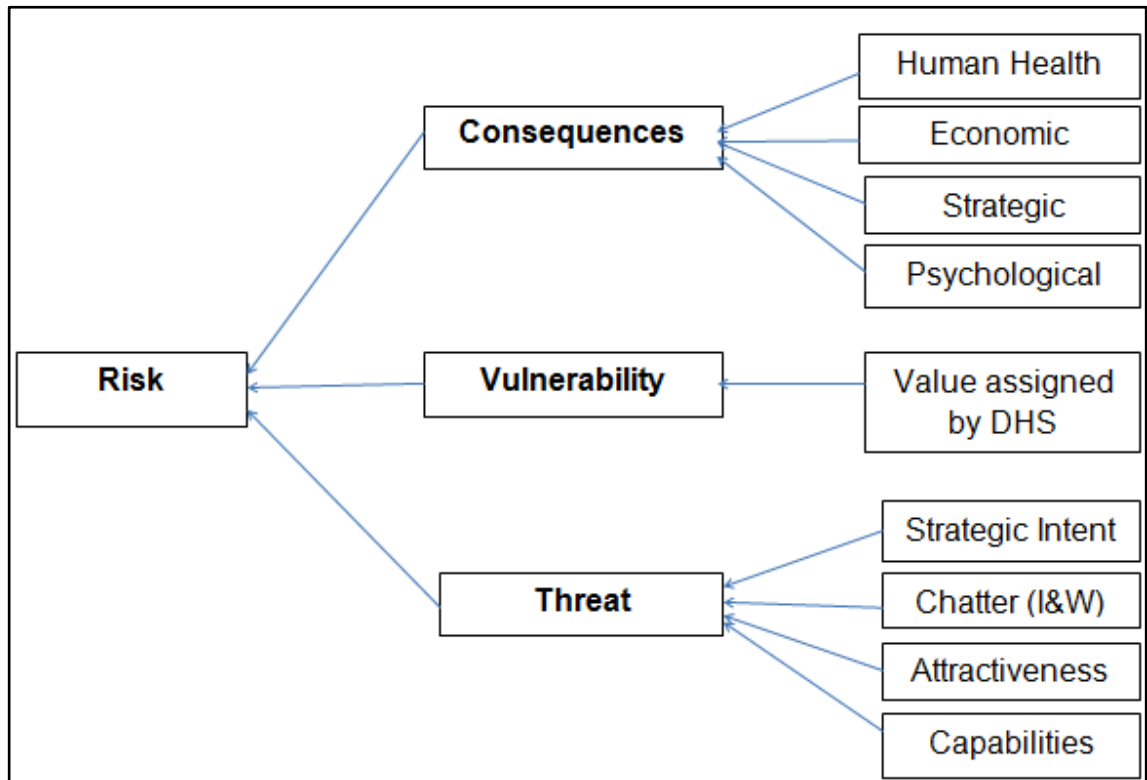 Human Health
Consequences
Economic
Strategic
Psychological
Risk
Vulnerability
Value assigned
by DHS
Strategic Intent
Threat
Chatter (I&W)
Attractiveness
Capabilities